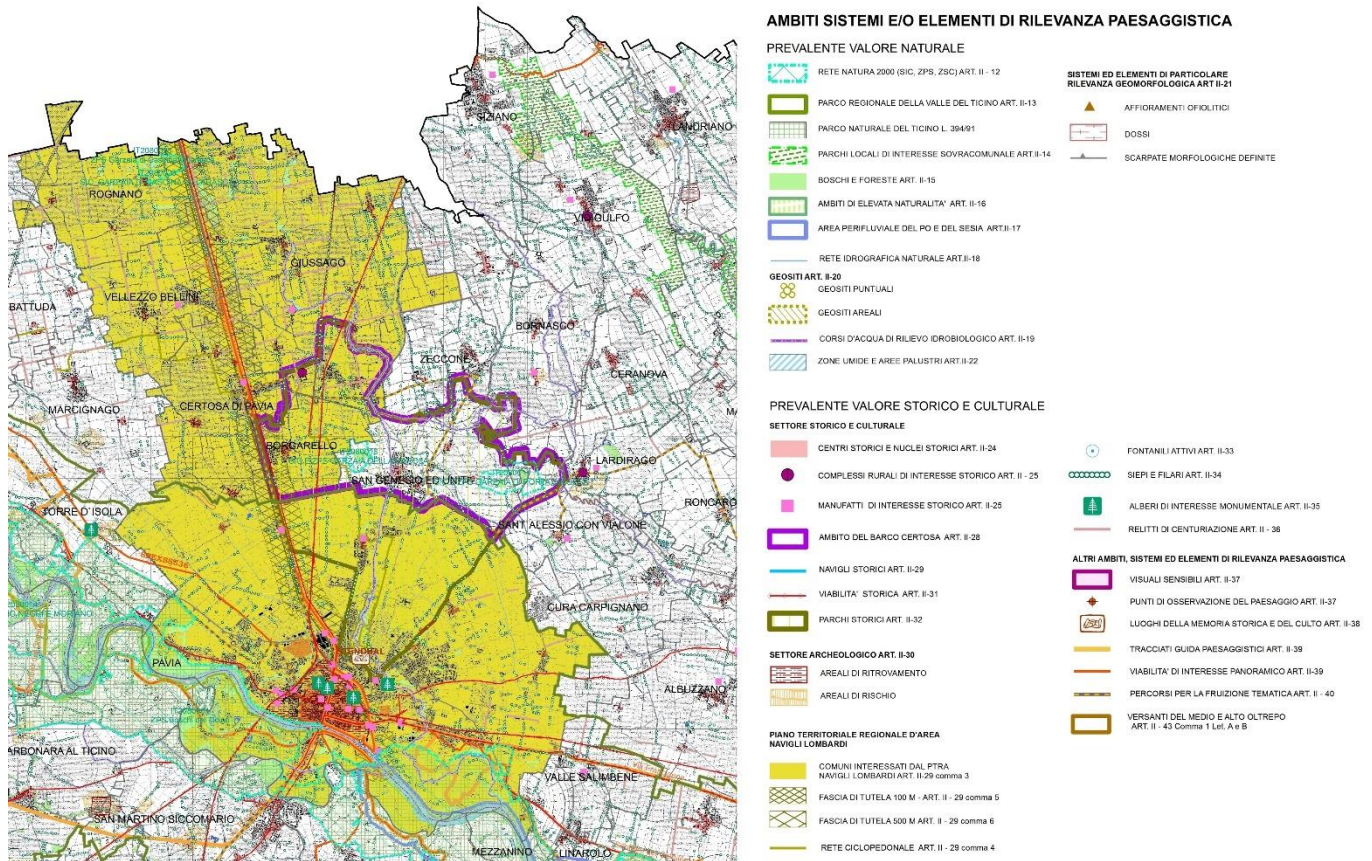 SIZIANO
LANDRIANO
ROGNANO
VIDIGULFO
GIUSSAGO
VELLEZZO BELLINI
BATTUDA
BORNASCO
ZECCONE
CERANOVA
MARCIGNAGO
CERTOSA DI PAVIA
BORGARELLO
LARDIRAGO
SAN GENESIO ED UNITI
RONCARO
TORRE D'ISOLA
SANT'ALESSIO CON VIALONE
CURA CARPIGNANO
PAVIA
ALBUZZANO
ARBONARA AL TICINO
VALLE SALIMBENE
SAN MARTINO SICCOMARIO
MEZZANINO
LINAROLO
AMBITI SISTEMI E/O ELEMENTI DI RILEVANZA PAESAGGISTICA
PREVALENTE VALORE NATURALE
RETE NATURA 2000 (SIC, ZPS, ZSC) ART. II - 12
PARCO REGIONALE DELLA VALLE DEL TICINO ART. II-13
PARCO NATURALE DEL TICINO L. 394/91
PARCHI LOCALI DI INTERESSE SOVRACOMUNALE ART.II-14
BOSCHI E FORESTE ART. II-15
AMBITI DI ELEVATA NATURALITA' ART. II-16
AREA PERIFLUVIALE DEL PO E DEL SESIA ART.II-17
RETE IDROGRAFICA NATURALE ART.II-18
GEOSITI ART. II-20
GEOSITI PUNTUALI
GEOSITI AREALI
CORSI D'ACQUA DI RILIEVO IDROBIOLOGICO ART. II-19
ZONE UMIDE E AREE PALUSTRI ART.II-22
SISTEMI ED ELEMENTI DI PARTICOLARE
RILEVANZA GEOMORFOLOGICA ART II-21
AFFIORAMENTI OFIOLITICI
DOSSI
SCARPATE MORFOLOGICHE DEFINITE
PREVALENTE VALORE STORICO E CULTURALE
SETTORE STORICO E CULTURALE
CENTRI STORICI E NUCLEI STORICI ART. II-24
COMPLESSI RURALI DI INTERESSE STORICO ART. II - 25
MANUFATTI DI INTERESSE STORICO ART.II-25
AMBITO DEL BARCO CERTOSA ART. II-28
NAVIGLI STORICI ART. II-29
VIABILITA' STORICA ART. II-31
PARCHI STORICI ART. II-32
SETTORE ARCHEOLOGICO ART. II-30
AREALI DI RITROVAMENTO
AREALI DI RISCHIO
PIANO TERRITORIALE REGIONALE D'AREA
NAVIGLI LOMBARDI
COMUNI INTERESSATI DAL PTRA
NAVIGLI LOMBARDI ART. II-29 comma 3
FASCIA DI TUTELA 100 M - ART. II - 29 comma 5
FASCIA DI TUTELA 500 M ART. II - 29 comma 6
RETE CICLOPEDONALE ART. II - 29 comma 4
FONTANILI ATTIVI ART. II-33
SIEPI E FILARI ART. II-34
ALBERI DI INTERESSE MONUMENTALE ART. II-35
RELITTI DI CENTURIAZIONE ART. II - 36
ALTRI AMBITI, SISTEMI ED ELEMENTI DI RILEVANZA PAESAGGISTICA
VISUALI SENSIBILI ART. II-37
PUNTI DI OSSERVAZIONE DEL PAESAGGIO ART. II-37
LUOGHI DELLA MEMORIA STORICA E DEL CULTO ART. II-38
TRACCIATI GUIDA PAESAGGISTICI ART. II-39
VIABILITA' DI INTERESSE PANORAMICO ART. II-39
PERCORSI PER LA FRUIZIONE TEMATICA ART. II - 40
VERSANTI DEL MEDIO E ALTO OLTREPO
ART. II - 43 Comma 1 Let. A e B